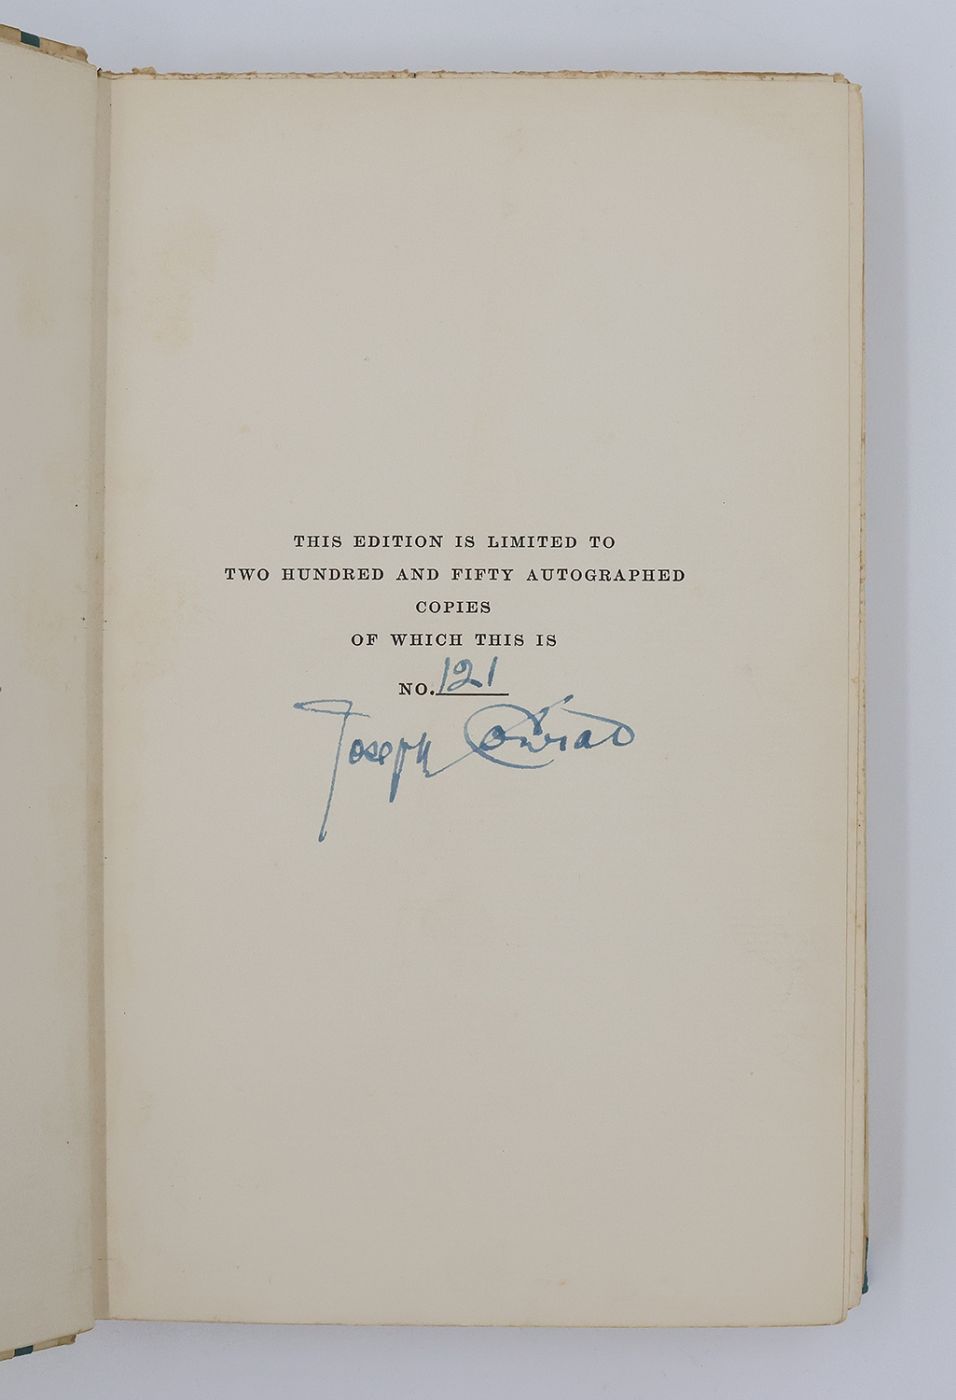 THIS EDITION IS LIMITED TO
TWO HUNDRED AND FIFTY AUTOGRAPHED
COPIES
OF WHICH THIS IS
NO. 121
Joseph Conrad